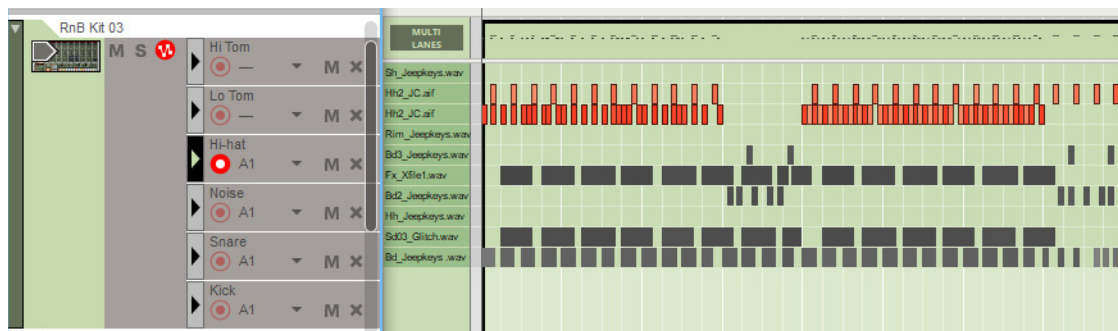 RnB Kit 03
M S
Hi Tom
— M ×
Lo Tom
— M ×
Hi-hat
A1 M ×
Noise
A1 M ×
Snare
A1 M ×
Kick
A1 M ×
MULTI
LANES
Sh_Jeepkeys.wav
Hh2_JC.aif
Hh2_JC.aif
Rim_Jeepkeys.wav
Bd3_Jeepkeys.wav
Fx_Xfile1.wav
Bd2_Jeepkeys.wav
Hh_Jeepkeys.wav
Sd03_Glitch.wav
Bd_Jeepkeys .wav